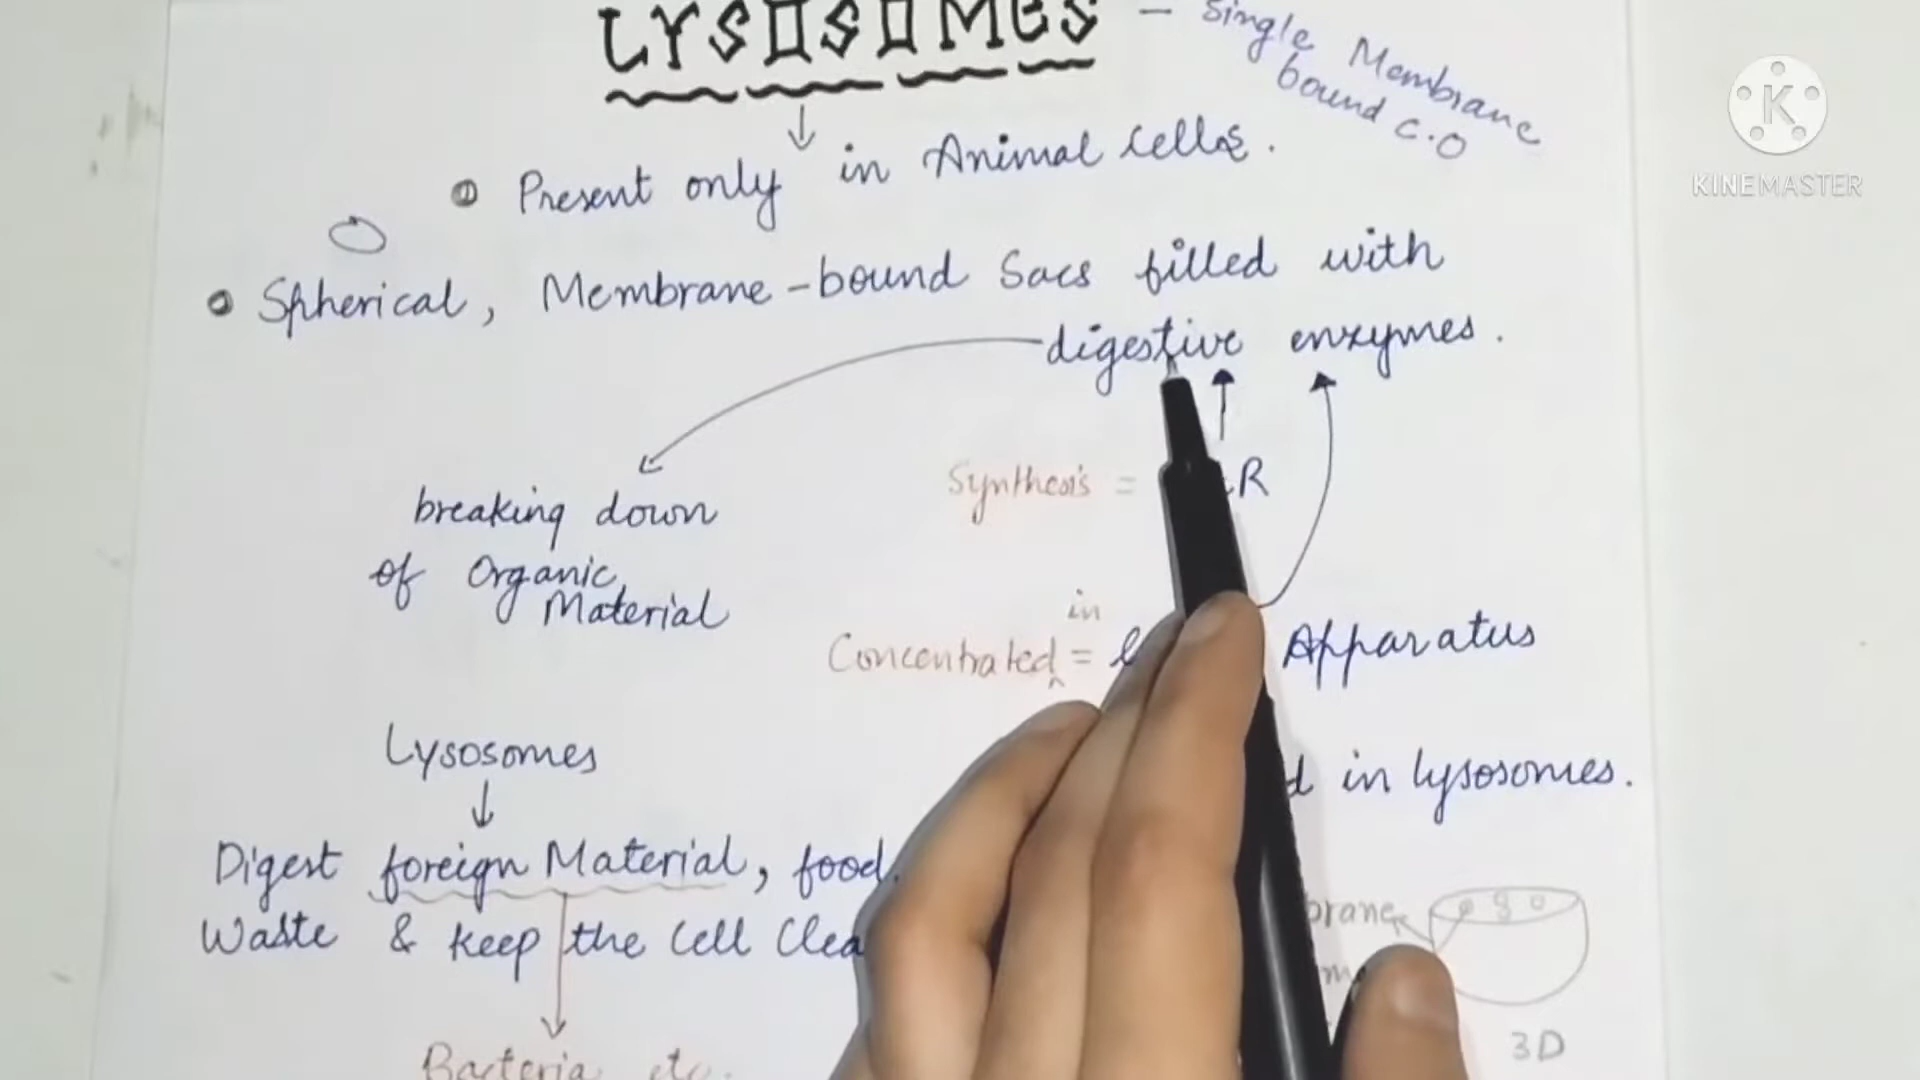 LYSOSOMES - Single Membrane
bound C.O
KINEMASTER
Present only in Animal Cells.
Spherical, Membrane-bound Sacs filled with
digestive enzymes.
breaking down
of Organic
Material
Synthesis = R
in
Concentrated = Apparatus
Lysosomes
in lysosomes.
Digest foreign Material, food.
Waste & keep the Cell
Bacteria etc.
3D